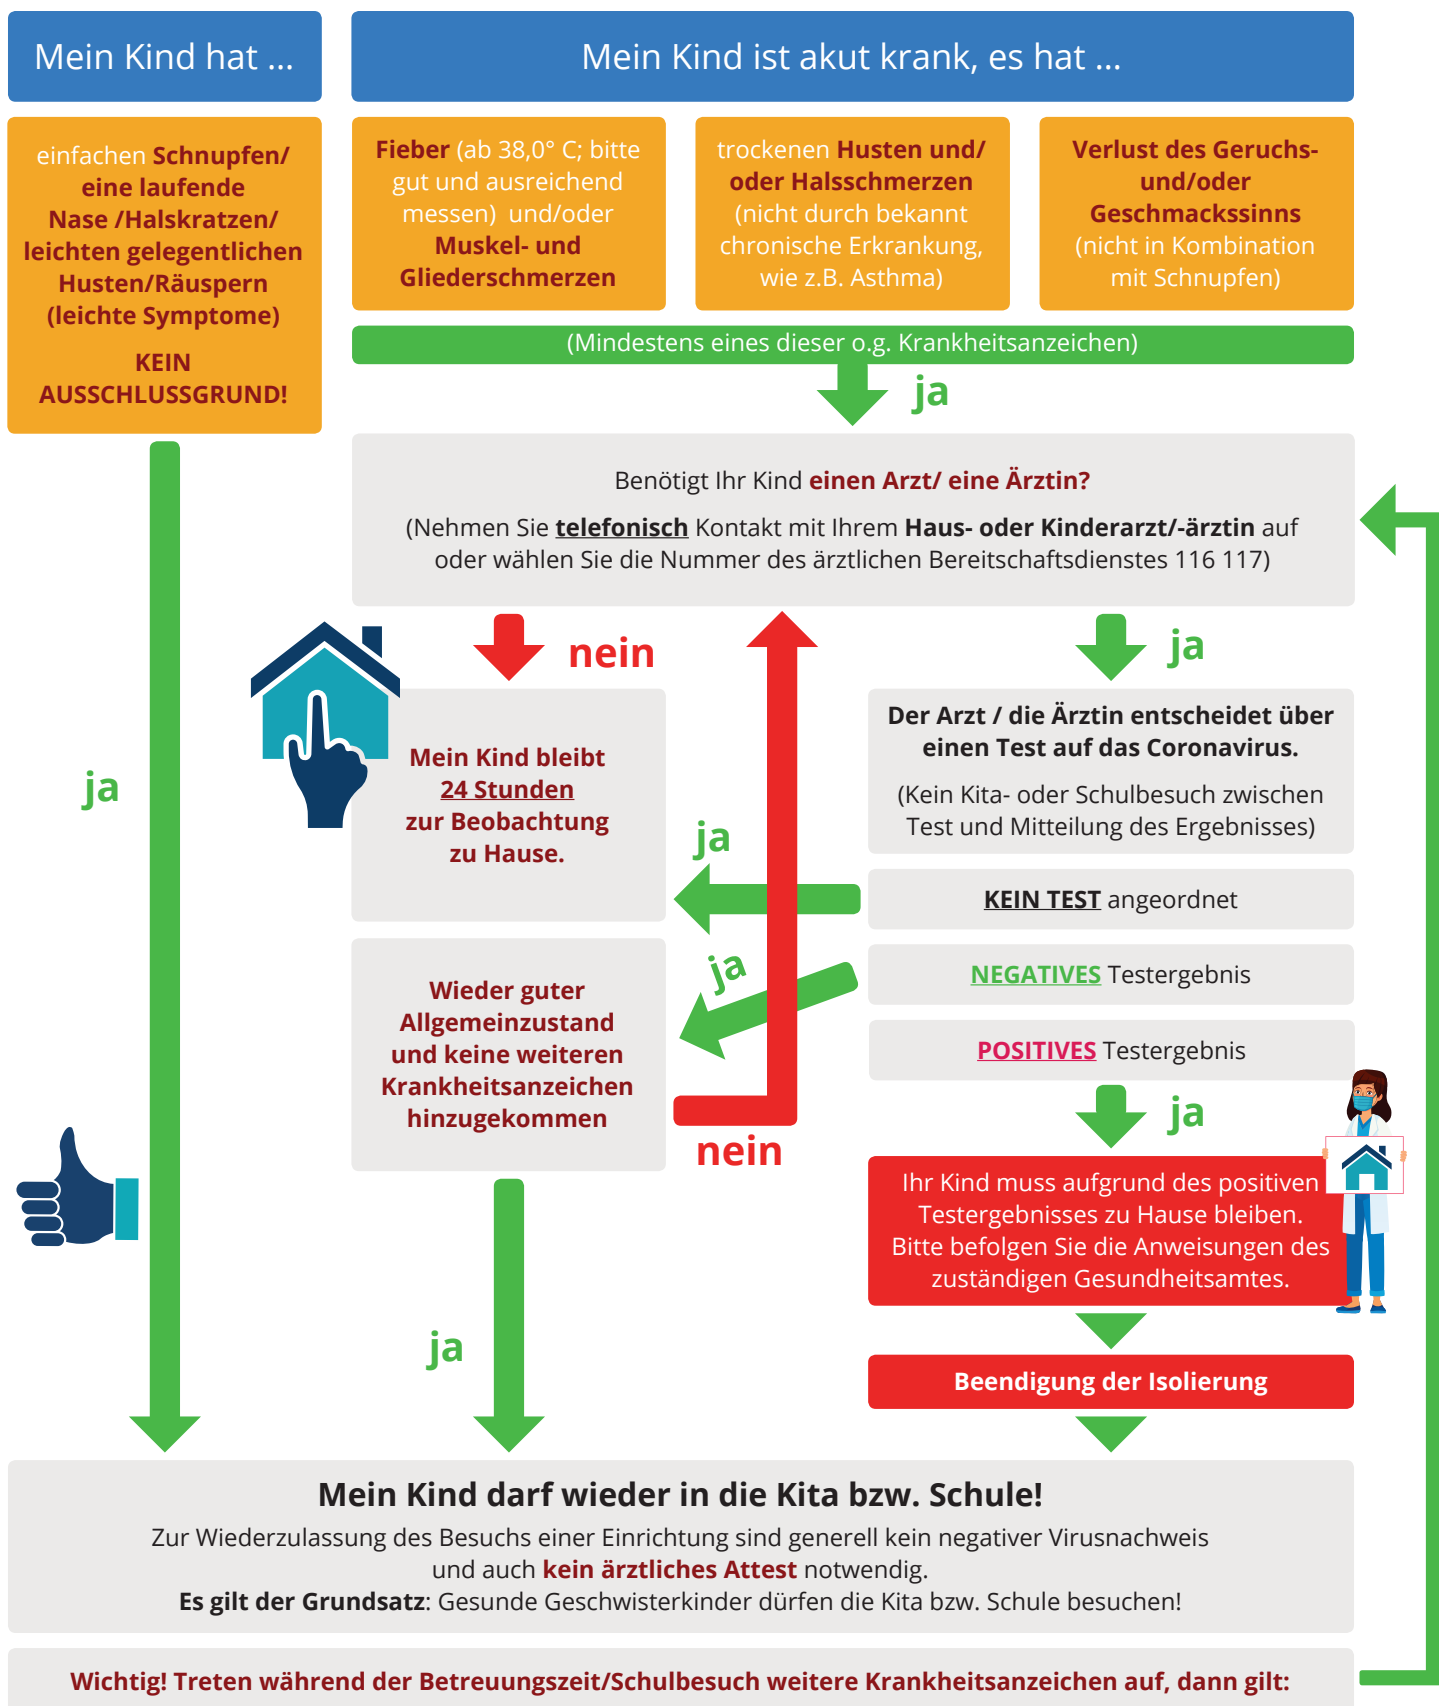 Mein Kind hat ...
Mein Kind ist akut krank, es hat ...
einfachen Schnupfen/
eine laufende
Nase /Halskratzen/
leichten gelegentlichen
Husten/Räuspern
(leichte Symptome)
KEIN
AUSSCHLUSSGRUND!
Fieber (ab 38,0° C; bitte
gut und ausreichend
messen) und/oder
Muskel- und
Gliederschmerzen
trockenen Husten und/
oder Halsschmerzen
(nicht durch bekannt
chronische Erkrankung,
wie z.B. Asthma)
Verlust des Geruchs-
und/oder
Geschmackssinns
(nicht in Kombination
mit Schnupfen)
(Mindestens eines dieser o.g. Krankheitsanzeichen)
ja
Benötigt Ihr Kind einen Arzt/ eine Ärztin?
(Nehmen Sie telefonisch Kontakt mit Ihrem Haus- oder Kinderarzt/-ärztin auf
oder wählen Sie die Nummer des ärztlichen Bereitschaftsdienstes 116 117)
nein
ja
ja
Mein Kind bleibt
24 Stunden
zur Beobachtung
zu Hause.
Der Arzt / die Ärztin entscheidet über
einen Test auf das Coronavirus.
(Kein Kita- oder Schulbesuch zwischen
Test und Mitteilung des Ergebnisses)
ja
KEIN TEST angeordnet
ja
NEGATIVES Testergebnis
POSITIVES Testergebnis
Wieder guter
Allgemeinzustand
und keine weiteren
Krankheitsanzeichen
hinzugekommen
nein
ja
Ihr Kind muss aufgrund des positiven
Testergebnisses zu Hause bleiben.
Bitte befolgen Sie die Anweisungen des
zuständigen Gesundheitsamtes.
ja
Beendigung der Isolierung
Mein Kind darf wieder in die Kita bzw. Schule!
Zur Wiederzulassung des Besuchs einer Einrichtung sind generell kein negativer Virusnachweis
und auch kein ärztliches Attest notwendig.
Es gilt der Grundsatz: Gesunde Geschwisterkinder dürfen die Kita bzw. Schule besuchen!
Wichtig! Treten während der Betreuungszeit/Schulbesuch weitere Krankheitsanzeichen auf, dann gilt: